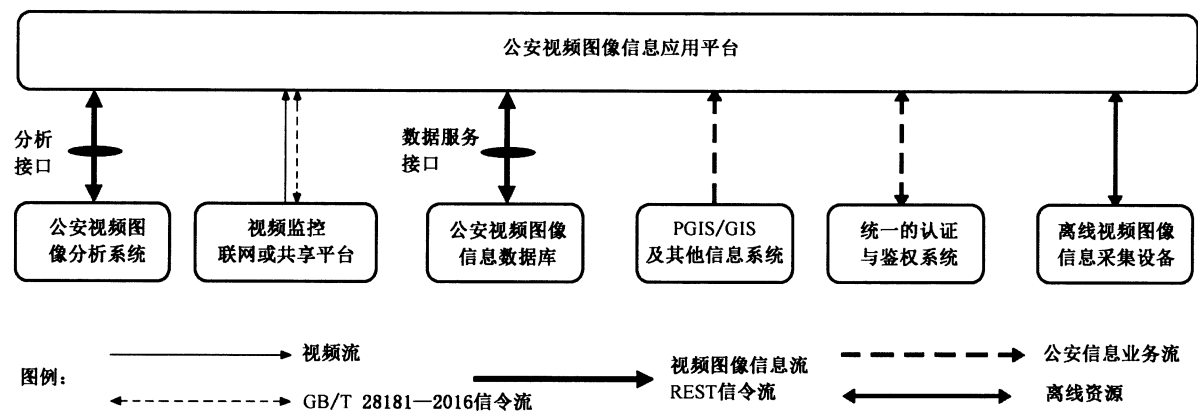 公安视频图像信息应用平台
分析
接口
数据服务
接口
公安视频图
像分析系统
视频监控
联网或共享平台
公安视频图像
信息数据库
PGIS/GIS
及其他信息系统
统一的认证
与鉴权系统
离线视频图像
信息采集设备
图例：
视频流
GB/T 28181—2016信令流
视频图像信息流
REST信令流
公安信息业务流
离线资源